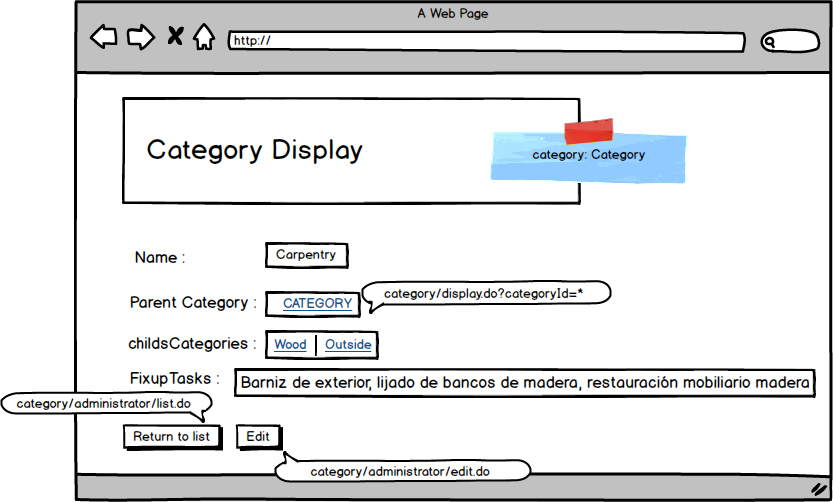 A Web Page
http://
Category Display
category: Category
Name :
Carpentry
Parent Category :
CATEGORY
category/display.do?categoryId=*
childsCategories :
Wood
Outside
FixupTasks :
Barniz de exterior, lijado de bancos de madera, restauración mobiliario madera
category/administrator/list.do
Return to list
Edit
category/administrator/edit.do